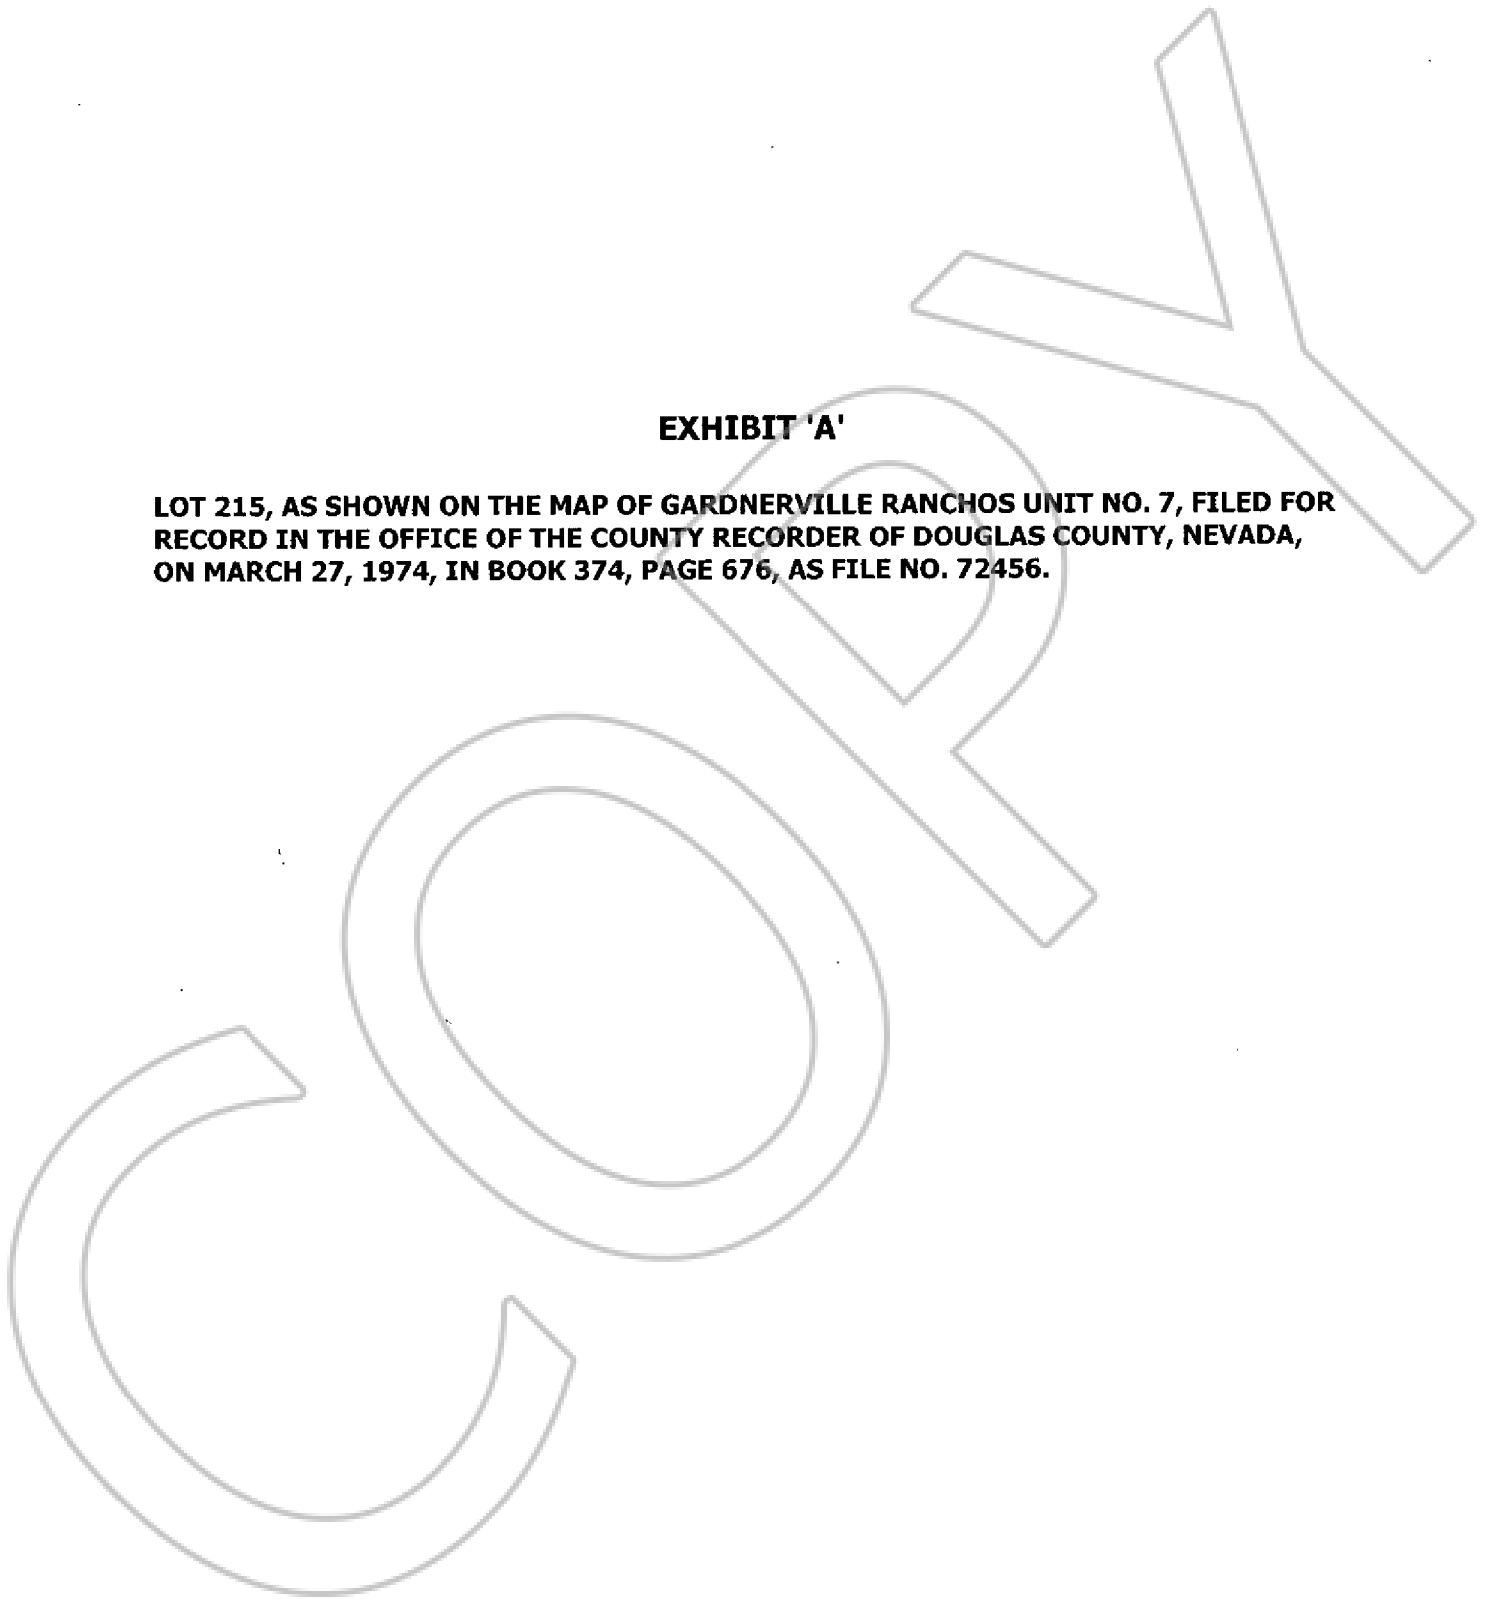 EXHIBIT 'A'
LOT 215, AS SHOWN ON THE MAP OF GARDNERVILLE RANCHOS UNIT NO. 7, FILED FOR
RECORD IN THE OFFICE OF THE COUNTY RECORDER OF DOUGLAS COUNTY, NEVADA,
ON MARCH 27, 1974, IN BOOK 374, PAGE 676, AS FILE NO. 72456.
COPY